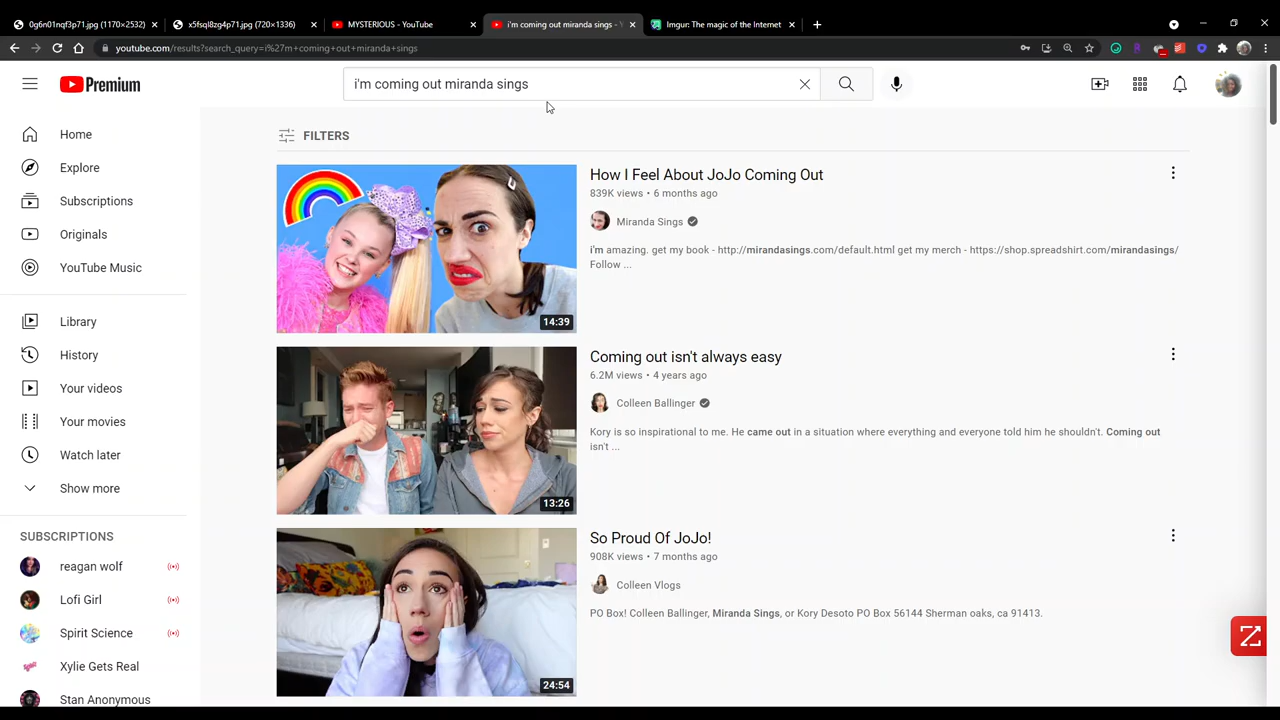 0g6n01nqf3p71.jpg (1170×2532)
x5fsql8zg4p71.jpg (720×1336)
MYSTERIOUS - YouTube
i'm coming out miranda sings - Y
Imgur: The magic of the Internet
youtube.com/results?search_query=i%27m+coming+out+miranda+sings
Premium
i'm coming out miranda sings
Home
Explore
Subscriptions
Originals
YouTube Music
Library
History
Your videos
Your movies
Watch later
Show more
SUBSCRIPTIONS
reagan wolf
Lofi Girl
Spirit Science
Xylie Gets Real
Stan Anonymous
FILTERS
14:39
How I Feel About JoJo Coming Out
839K views • 6 months ago
Miranda Sings
i'm amazing. get my book - http://mirandasings.com/default.html get my merch - https://shop.spreadshirt.com/mirandasings/
Follow ...
13:26
Coming out isn't always easy
6.2M views • 4 years ago
Colleen Ballinger
Kory is so inspirational to me. He came out in a situation where everything and everyone told him he shouldn't. Coming out
isn't ...
24:54
So Proud Of JoJo!
908K views • 7 months ago
Colleen Vlogs
PO Box! Colleen Ballinger, Miranda Sings, or Kory Desoto PO Box 56144 Sherman oaks, ca 91413.